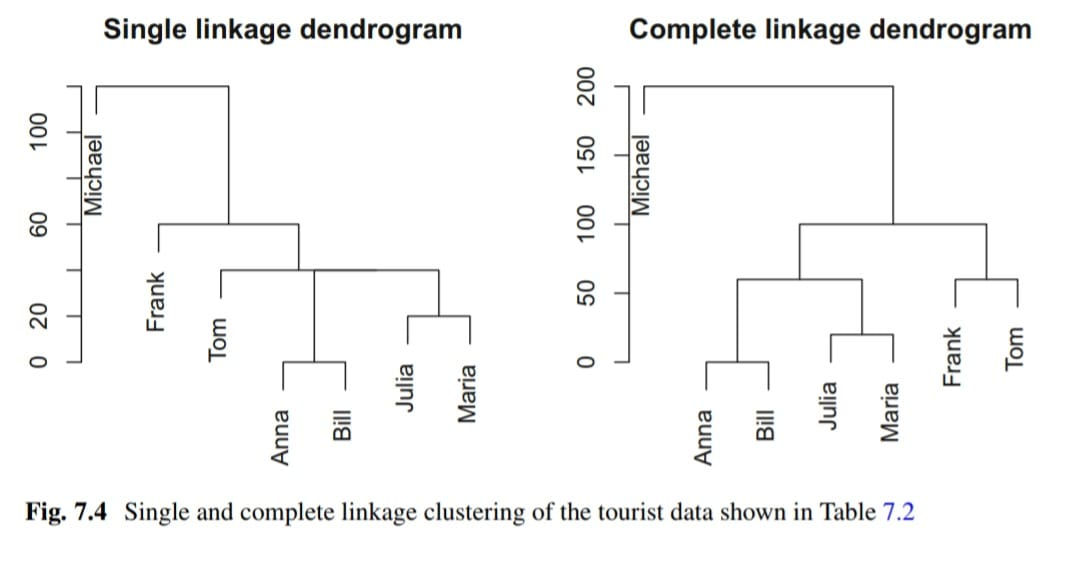 Single linkage dendrogram
100
60
20
0
Michael
Frank
Tom
Anna
Bill
Julia
Maria
Complete linkage dendrogram
200
150
100
50
0
Michael
Anna
Bill
Julia
Maria
Frank
Tom
Fig. 7.4 Single and complete linkage clustering of the tourist data shown in Table 7.2